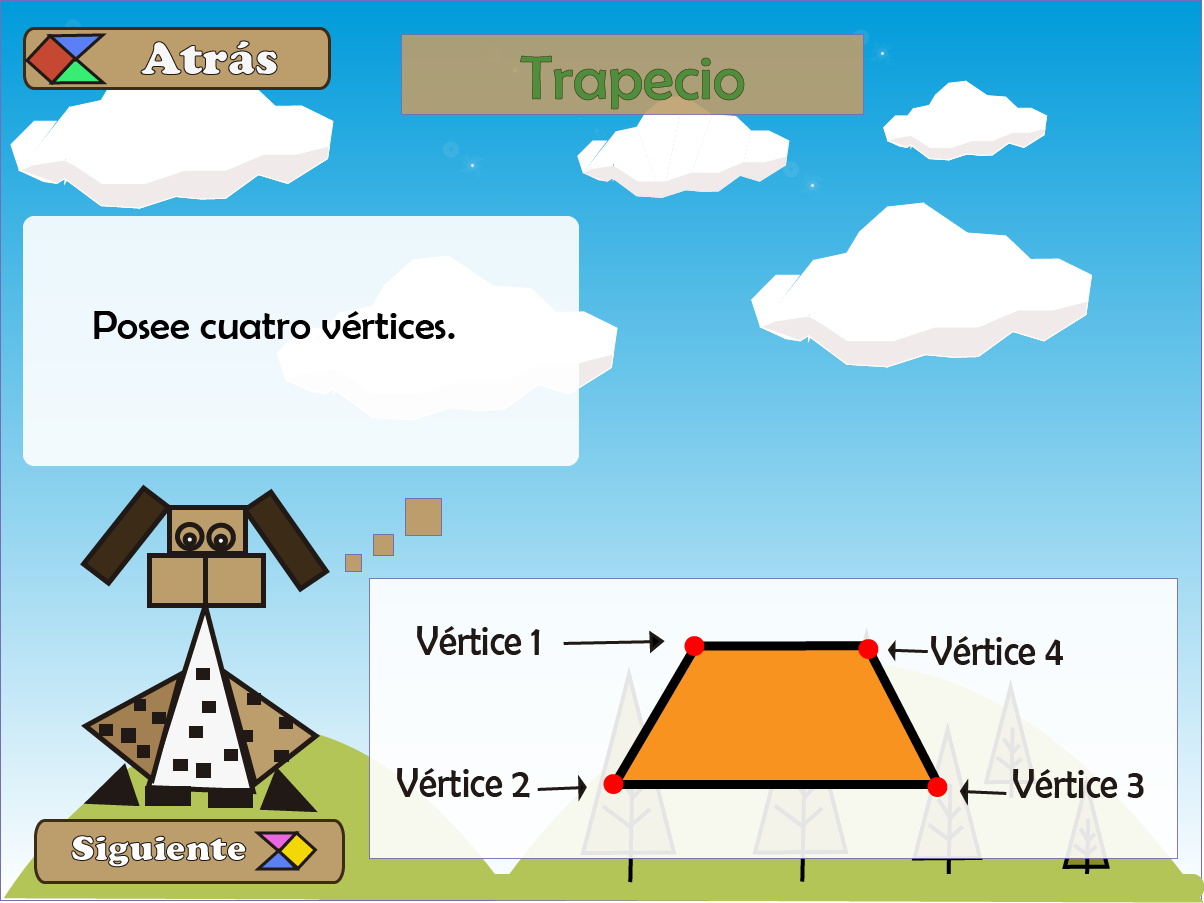 Atrás
Trapecio
Posee cuatro vértices.
Vértice 1
Vértice 4
Vértice 2
Vértice 3
Siguiente